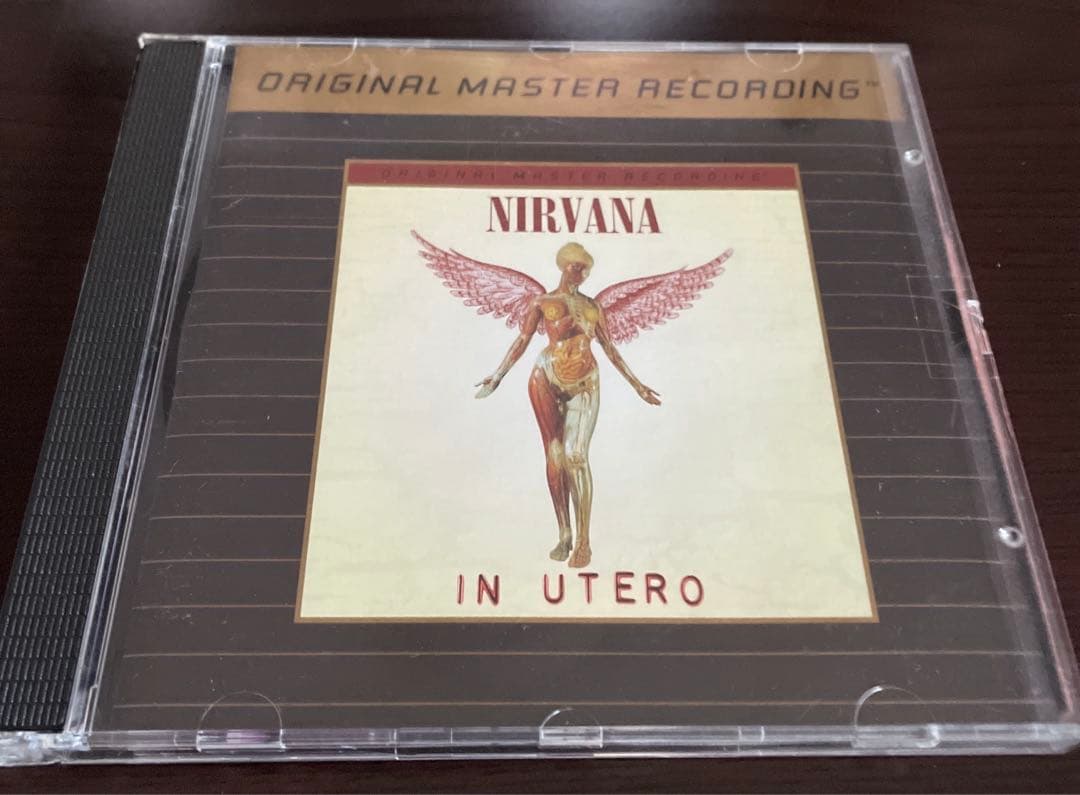 ORIGINAL MASTER RECORDING™
ORIGINAL MASTER RECORDING
NIRVANA
IN UTERO